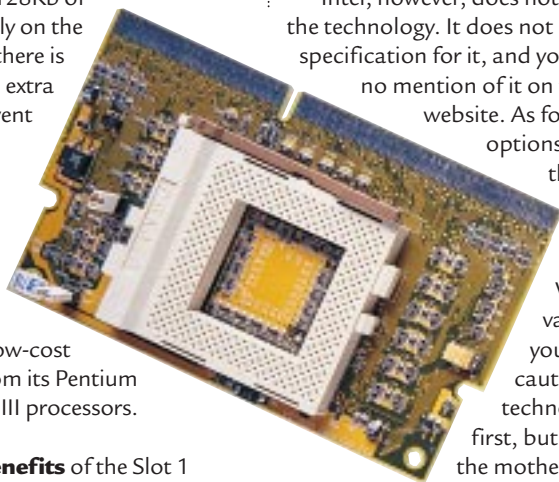 128Kb of
ly on the
there is
extra
ent
ow-cost
om its Pentium
III processors.
enefits of the Slot 1
Intel, however, does not
the technology. It does not
specification for it, and yo
no mention of it on
website. As fo
options
th
va
you
caut
techno
first, but
the mothe